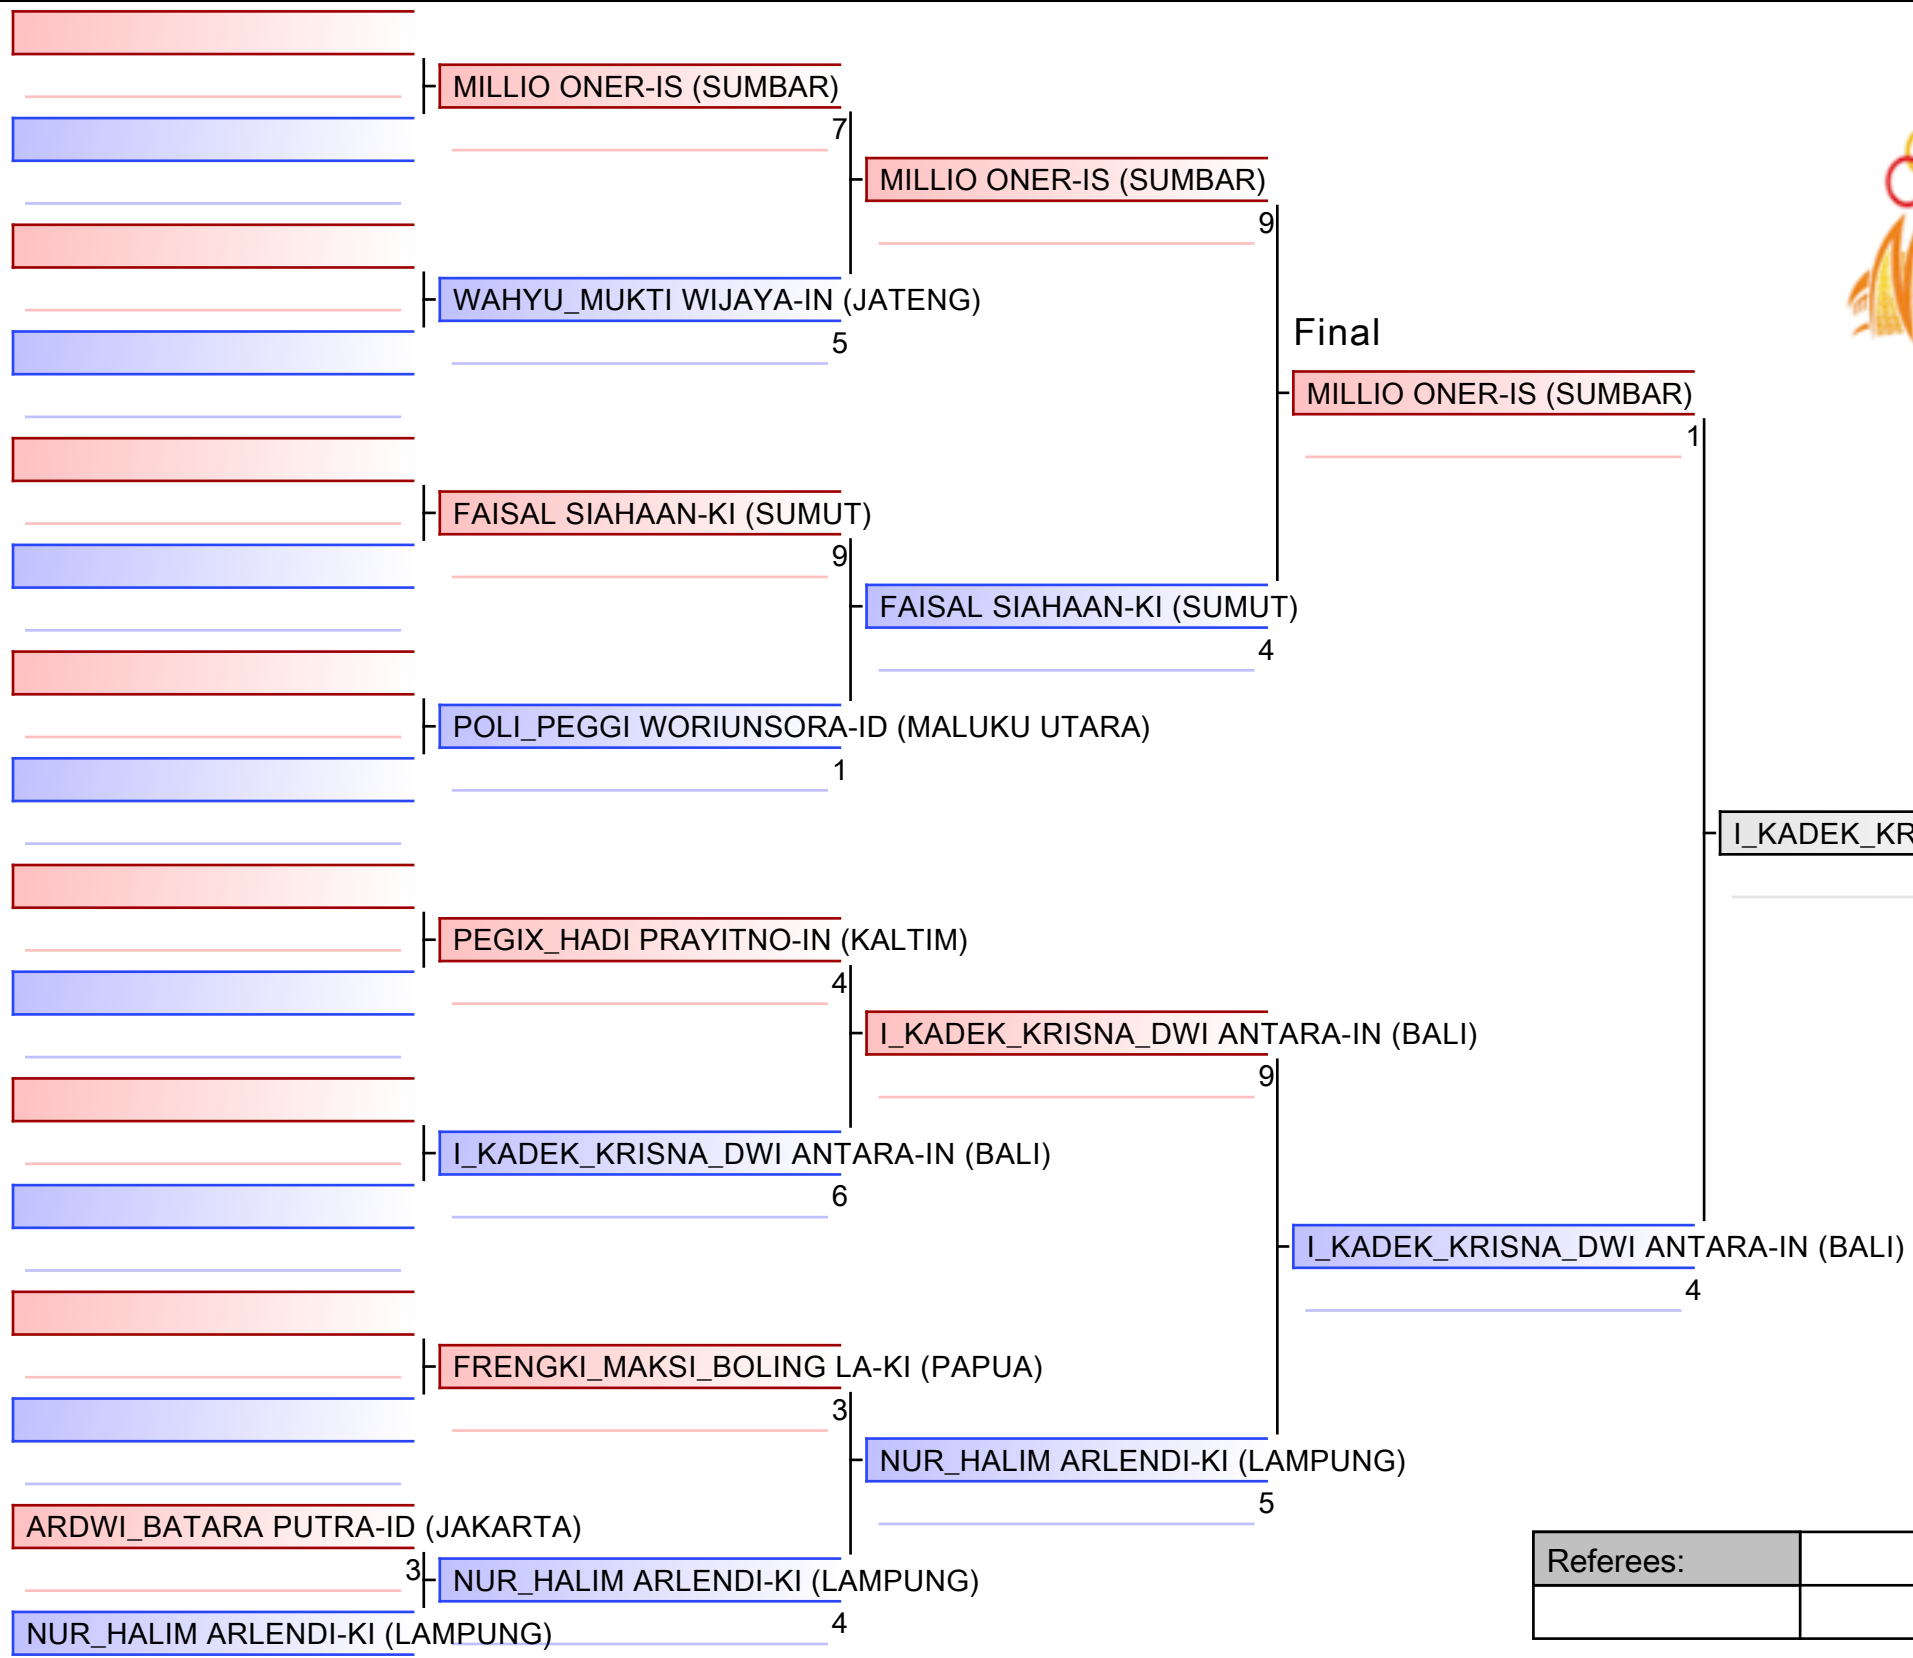 MILLIO ONER-IS (SUMBAR)
7
MILLIO ONER-IS (SUMBAR)
9
WAHYU_MUKTI WIJAYA-IN (JATENG)
5
Final
MILLIO ONER-IS (SUMBAR)
1
FAISAL SIAHAAN-KI (SUMUT)
9
FAISAL SIAHAAN-KI (SUMUT)
4
POLI_PEGGI WORIUNSORA-ID (MALUKU UTARA)
1
I_KADEK_KR
PEGIX_HADI PRAYITNO-IN (KALTIM)
4
I_KADEK_KRISNA_DWI ANTARA-IN (BALI)
9
I_KADEK_KRISNA_DWI ANTARA-IN (BALI)
6
I_KADEK_KRISNA_DWI ANTARA-IN (BALI)
4
FRENGKI_MAKSI_BOLING LA-KI (PAPUA)
3
NUR_HALIM ARLENDI-KI (LAMPUNG)
5
ARDWI_BATARA PUTRA-ID (JAKARTA)
3
NUR_HALIM ARLENDI-KI (LAMPUNG)
4
NUR_HALIM ARLENDI-KI (LAMPUNG)
Referees: